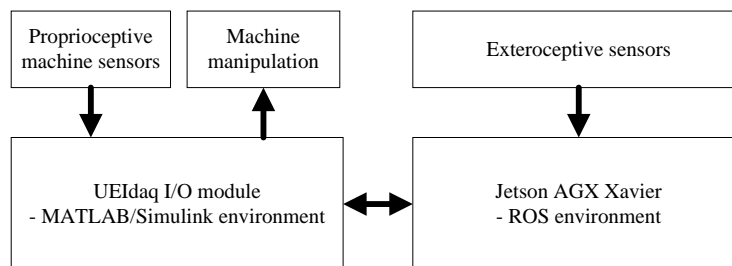 Proprioceptive
machine sensors
Machine
manipulation
Exteroceptive sensors
UEIdaq I/O module
- MATLAB/Simulink environment
Jetson AGX Xavier
- ROS environment